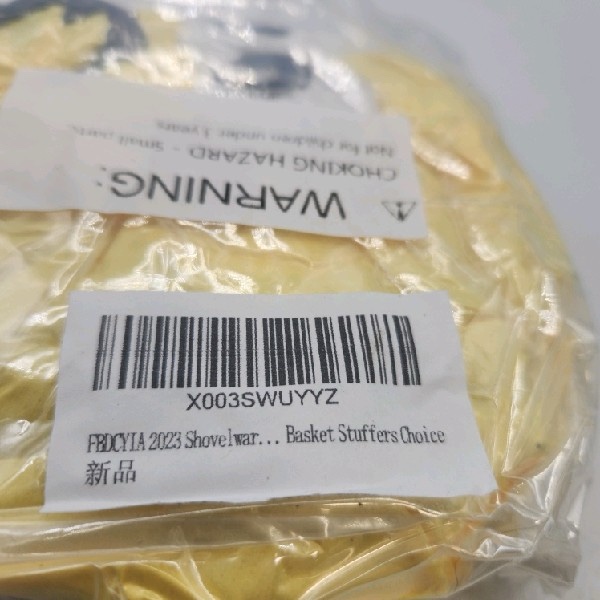 WARNING:
CHOKING HAZARD - Small parts
Not for children under 3 years
X003SWUYYZ
FBDCYIA 2023 Shovelwar... Basket Stuffers Choice
新品